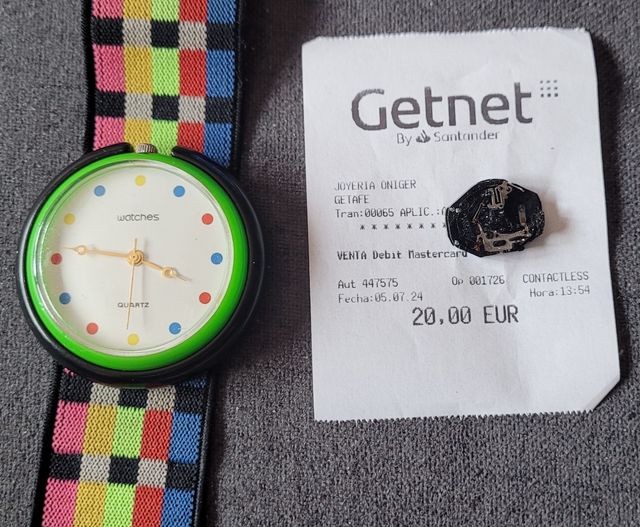 watches
QUARTZ
Getnet
By Santander
JOYERIA ONIGER
GETAFE
Tran:00065 APLIC.:
* * * * * * * *
VENTA Debit Mastercard
Aut 447575 Op 001726 CONTACTLESS
Fecha:05.07.24 Hora:13:54
20,00 EUR